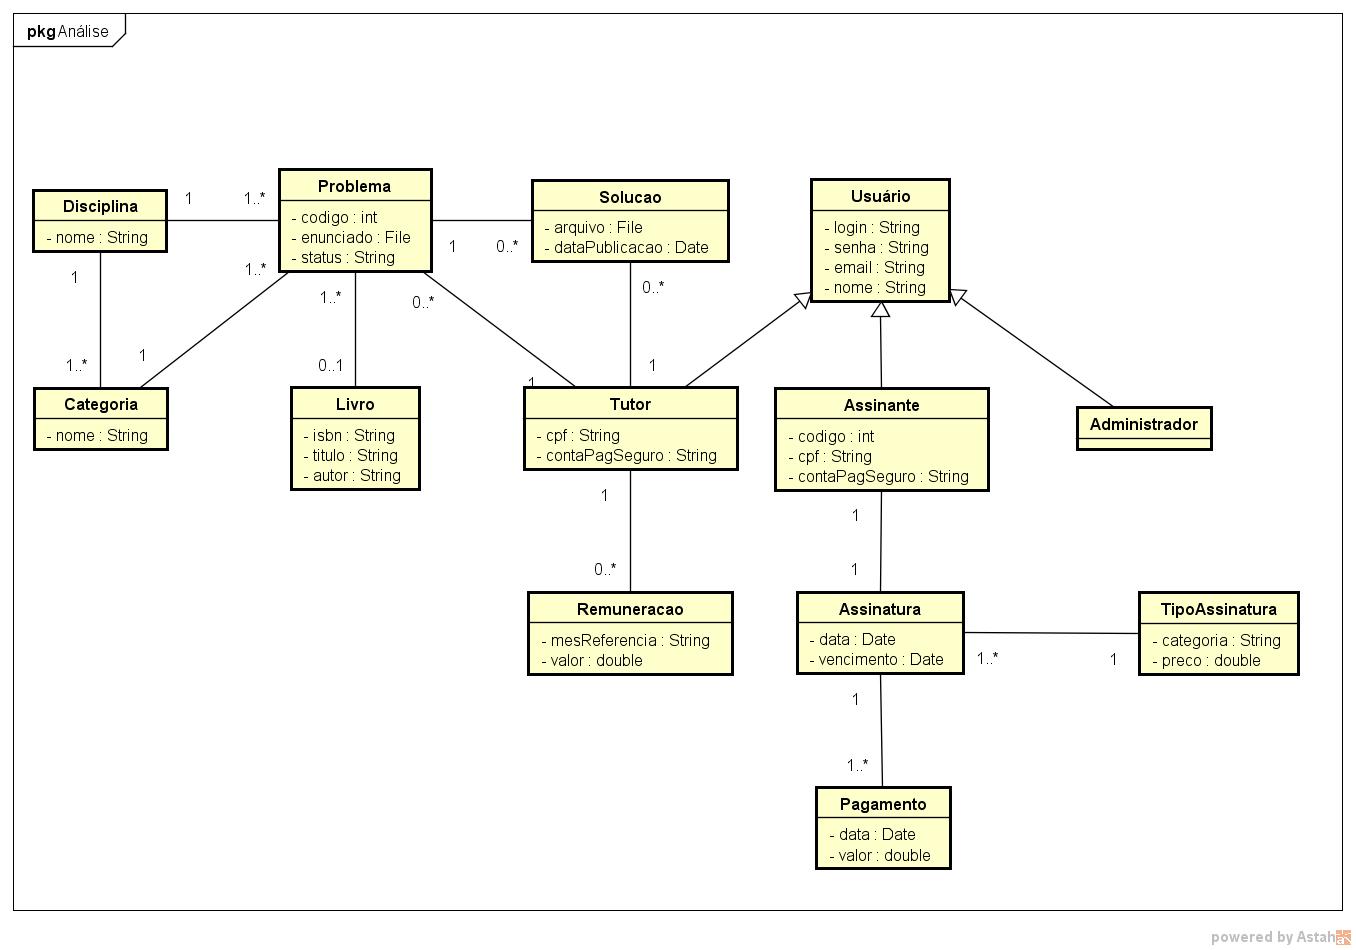 pkg Análise
Disciplina
- nome : String
1
1..*
Problema
- codigo : int
- enunciado : File
- status : String
1
0..*
Solucao
- arquivo : File
- dataPublicacao : Date
Usuário
- login : String
- senha : String
- email : String
- nome : String
1
1..*
1..*
1
1..*
0..1
0..*
1
0..*
1
Categoria
- nome : String
Livro
- isbn : String
- titulo : String
- autor : String
Tutor
- cpf : String
- contaPagSeguro : String
Assinante
- codigo : int
- cpf : String
- contaPagSeguro : String
Administrador
1
0..*
1
1
Remuneracao
- mesReferencia : String
- valor : double
Assinatura
- data : Date
- vencimento : Date
1..*
1
TipoAssinatura
- categoria : String
- preco : double
1
1..*
Pagamento
- data : Date
- valor : double
powered by Astah